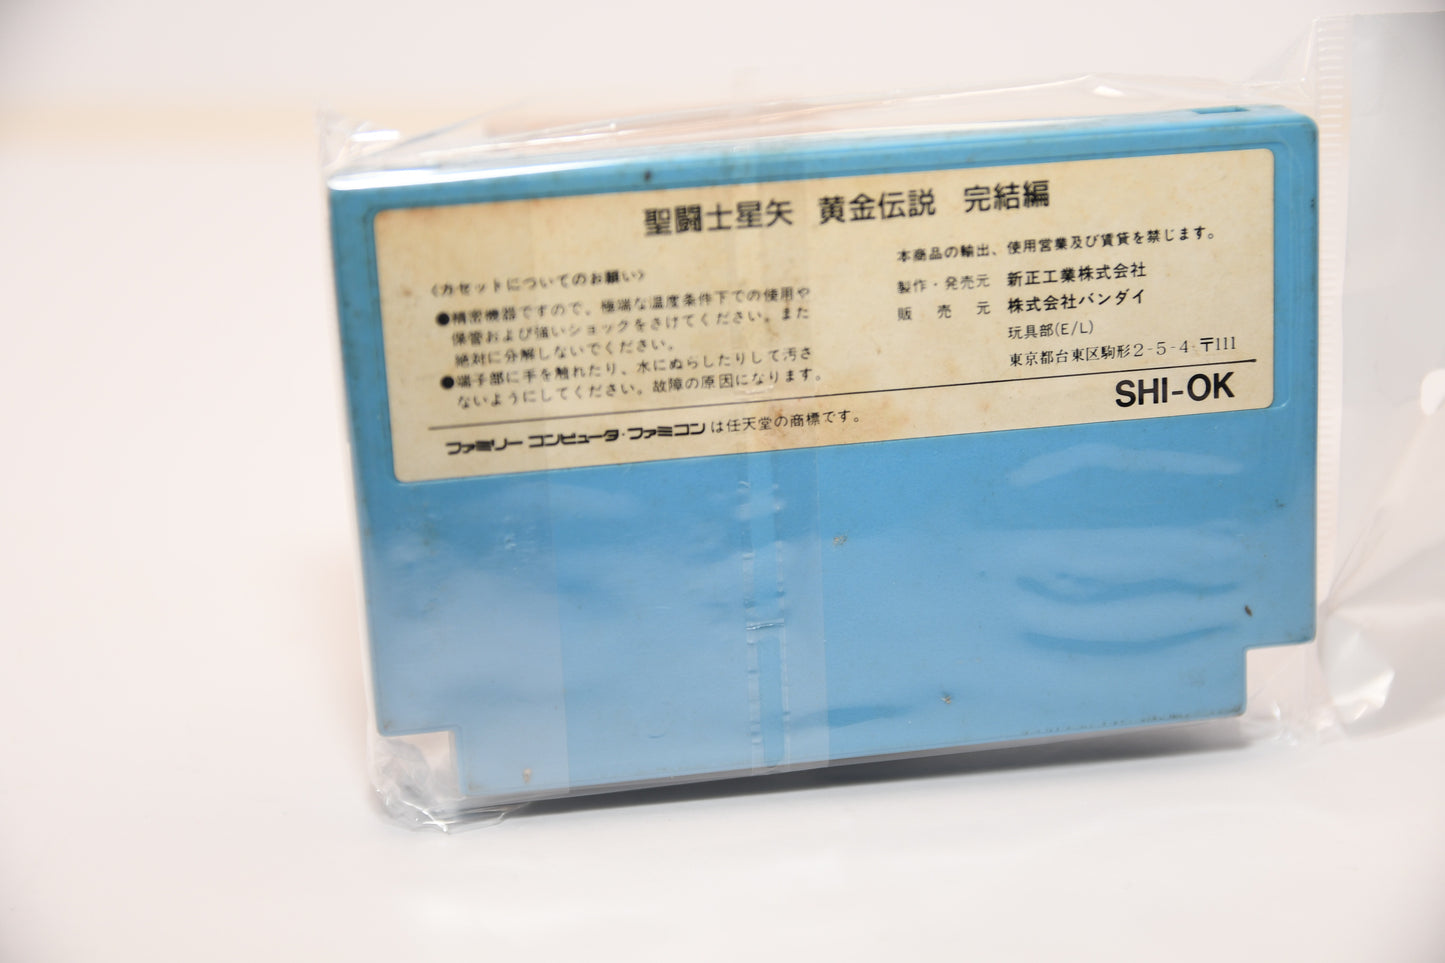 聖闘士星矢 黄金伝説 完結編
〈カセットについてのお願い〉
●精密機器ですので、極端な温度条件下での使用や
保管および強いショックをさけてください。また
絶対に分解しないでください。
●端子部に手を触れたり、水にぬらしたりして汚さ
ないようにしてください。故障の原因になります。
本商品の輸出、使用営業及び賃貸を禁じます。
製作・発売元 新正工業株式会社
販売元 株式会社バンダイ
玩具部(E/L)
東京都台東区駒形2-5-4・〒111
SHI-OK
ファミリーコンピュータ・ファミコンは任天堂の商標です。